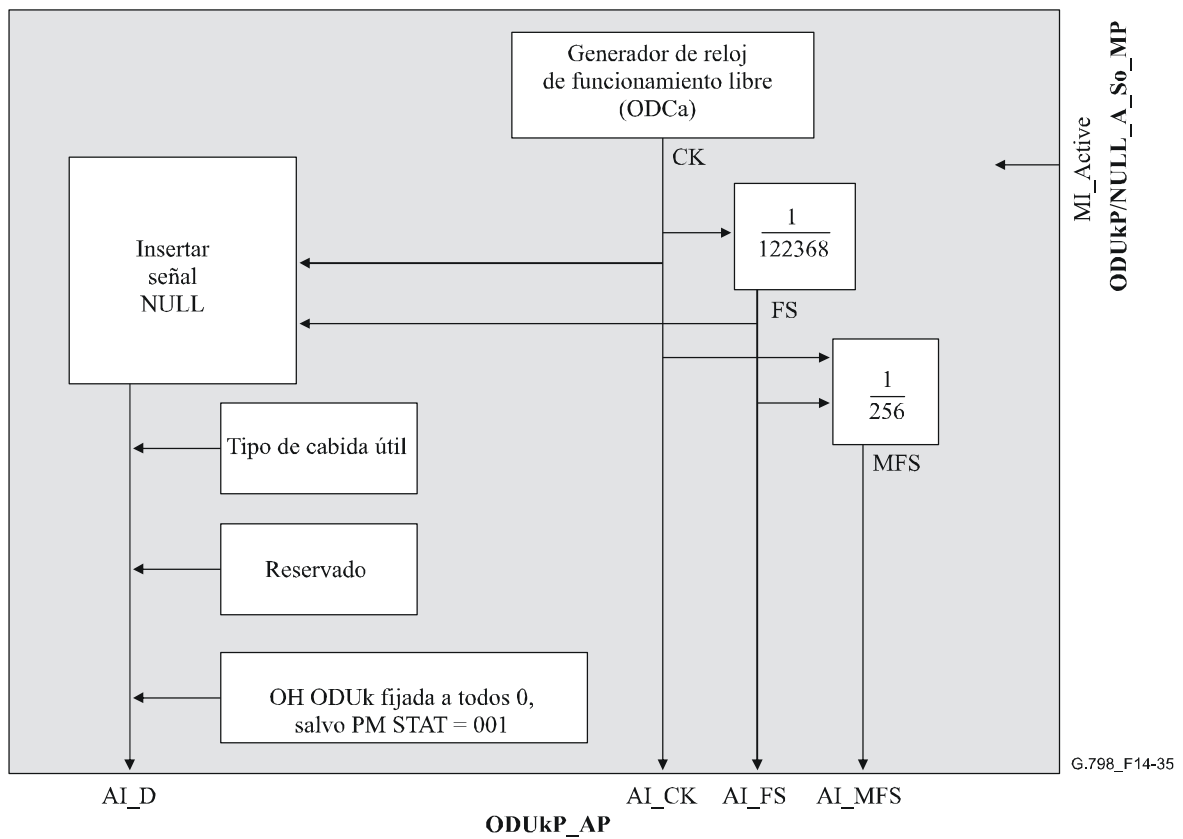 Generador de reloj
de funcionamiento libre
(ODCa)
CK
MI_Active
ODUkP/NULL_A_So_MP
Insertar
señal
NULL
1
122368
FS
1
256
MFS
Tipo de cabida útil
Reservado
OH ODUk fijada a todos 0,
salvo PM STAT = 001
G.798_F14-35
AI_D
AI_CK
AI_FS
AI_MFS
ODUkP_AP